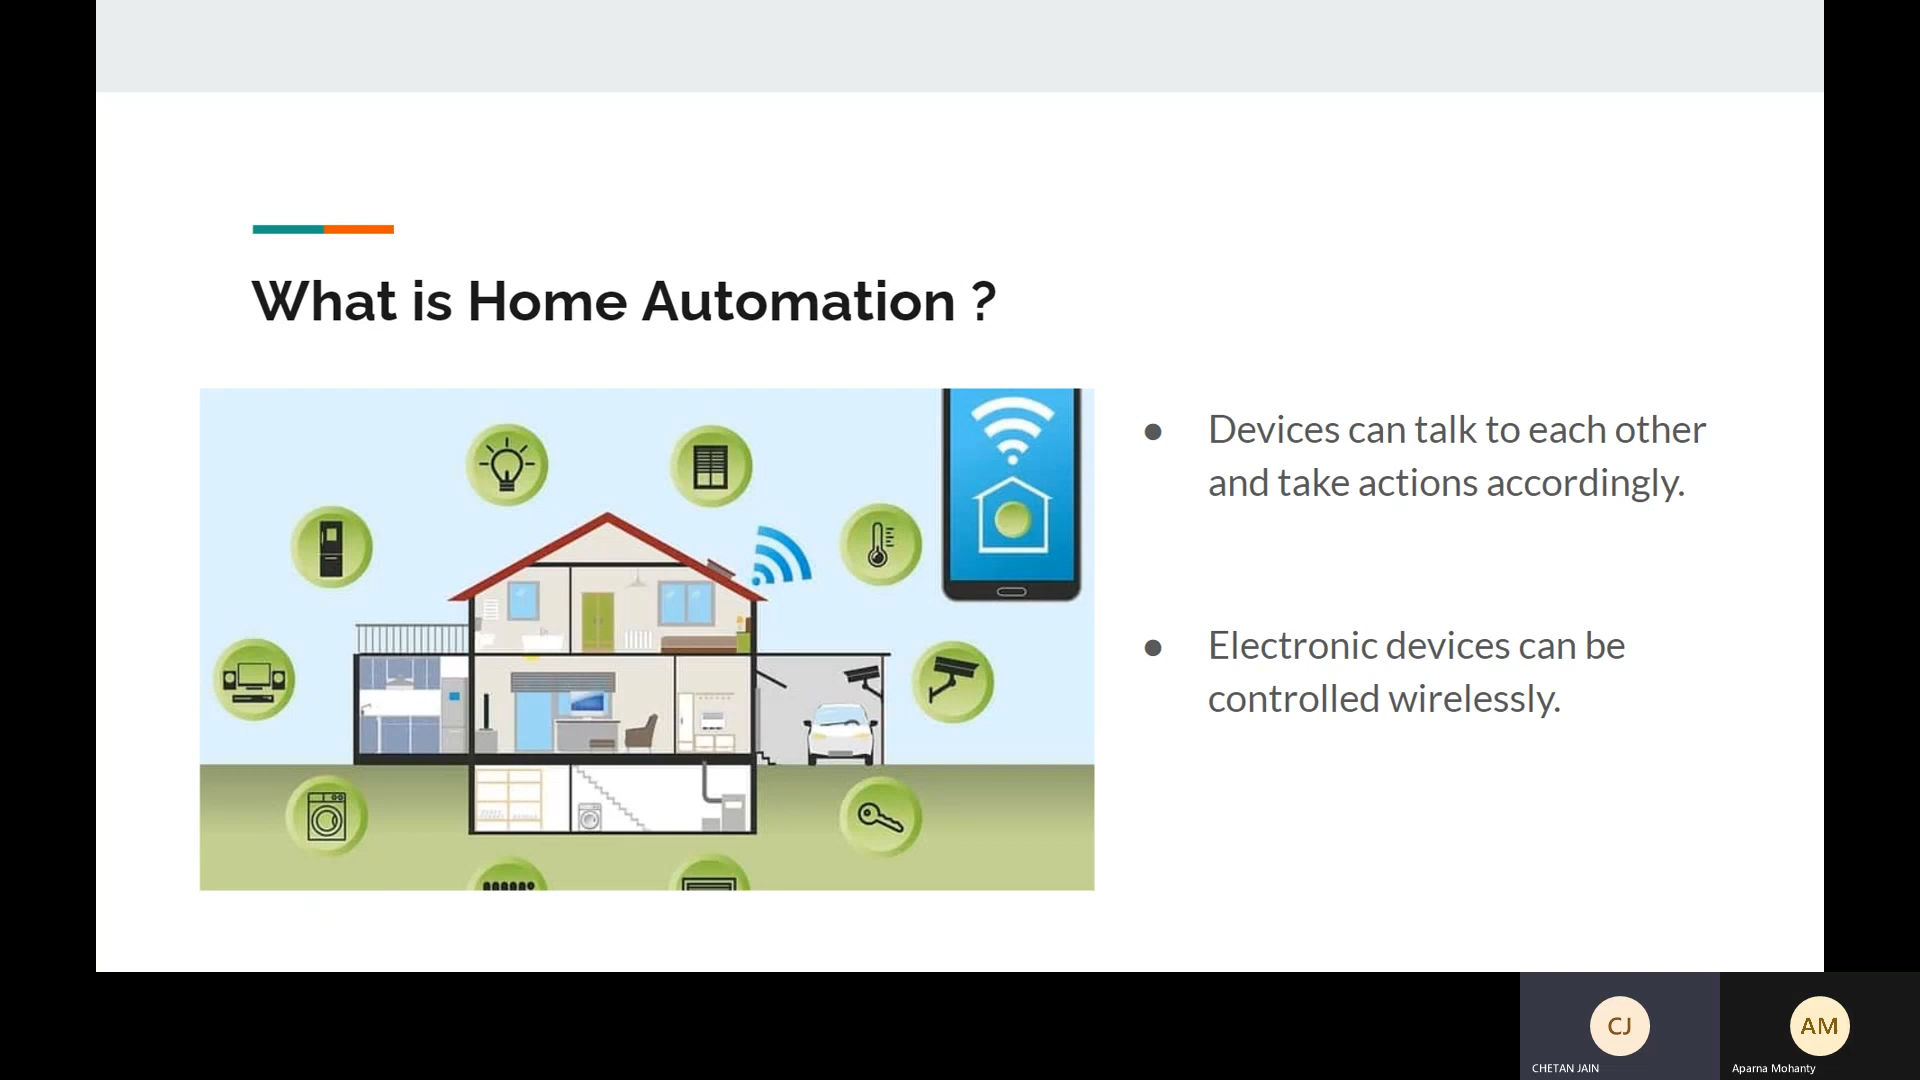 What is Home Automation ?
● Devices can talk to each other
and take actions accordingly.
● Electronic devices can be
controlled wirelessly.
CJ
CHETAN JAIN
AM
Aparna Mohanty